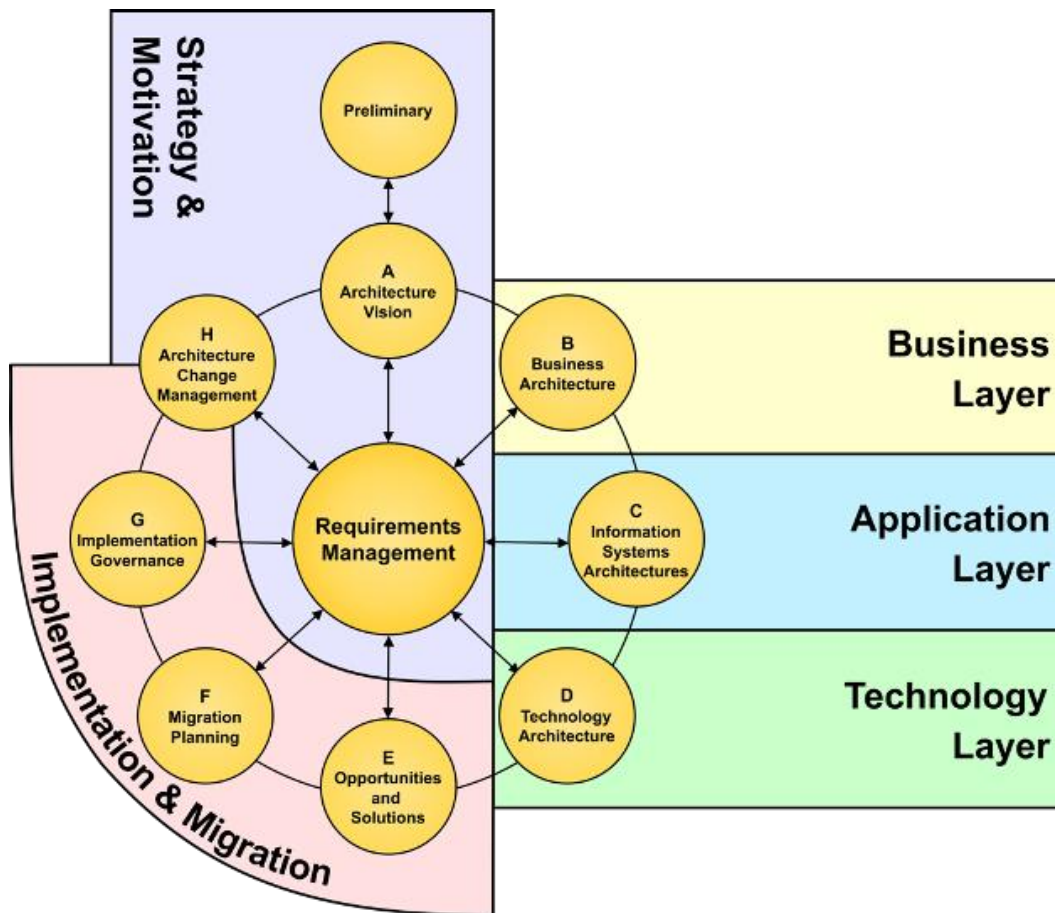 Strategy &
Motivation
Preliminary
A
Architecture
Vision
H
Architecture
Change
Management
B
Business
Architecture
Business
Layer
G
Implementation
Governance
Requirements
Management
C
Information
Systems
Architectures
Application
Layer
F
Migration
Planning
E
Opportunities
and
Solutions
D
Technology
Architecture
Technology
Layer
Implementation & Migration